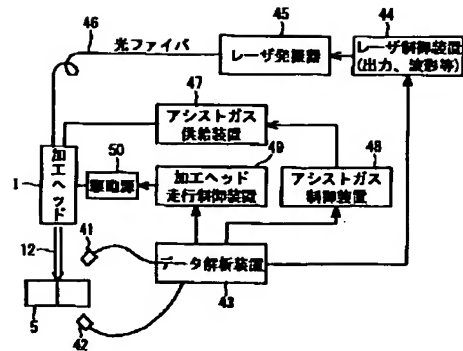 46
光ファイバ
45
レーザ発振器
44
レーザ制御装置
(出力、波形等)
47
アシストガス
供給装置
1
加工ヘッド
50
駆動源
49
加工ヘッド
走行制御装置
48
アシストガス
制御装置
12
41
データ解析装置
43
5
42